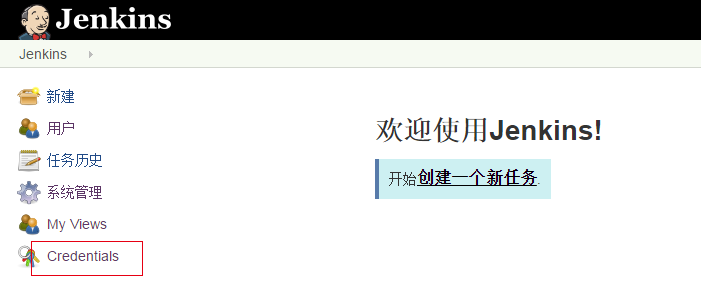 Jenkins
Jenkins
新建
用户
任务历史
系统管理
My Views
Credentials
欢迎使用Jenkins!
开始创建一个新任务.